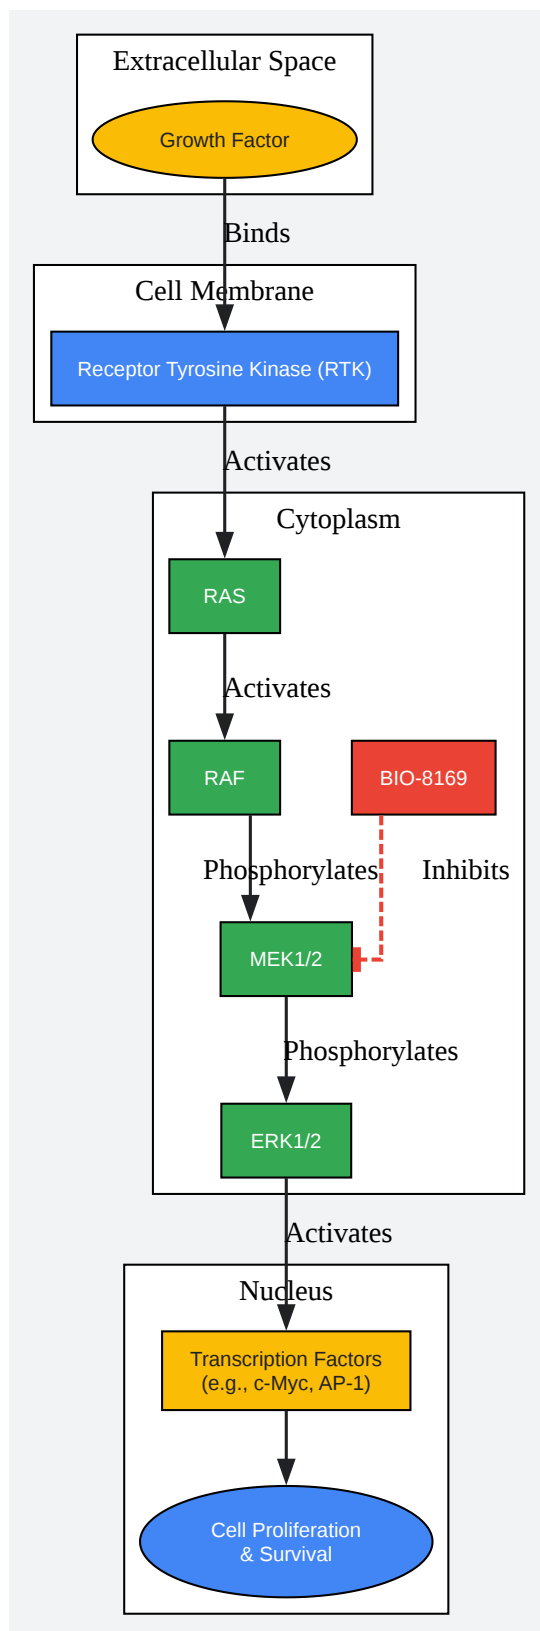 Extracellular Space
Growth Factor
Binds
Cell Membrane
Receptor Tyrosine Kinase (RTK)
Activates
Cytoplasm
RAS
Activates
RAF
BIO-8169
Phosphorylates
Inhibits
MEK1/2
Phosphorylates
ERK1/2
Activates
Nucleus
Transcription Factors
(e.g., c-Myc, AP-1)
Cell Proliferation
& Survival